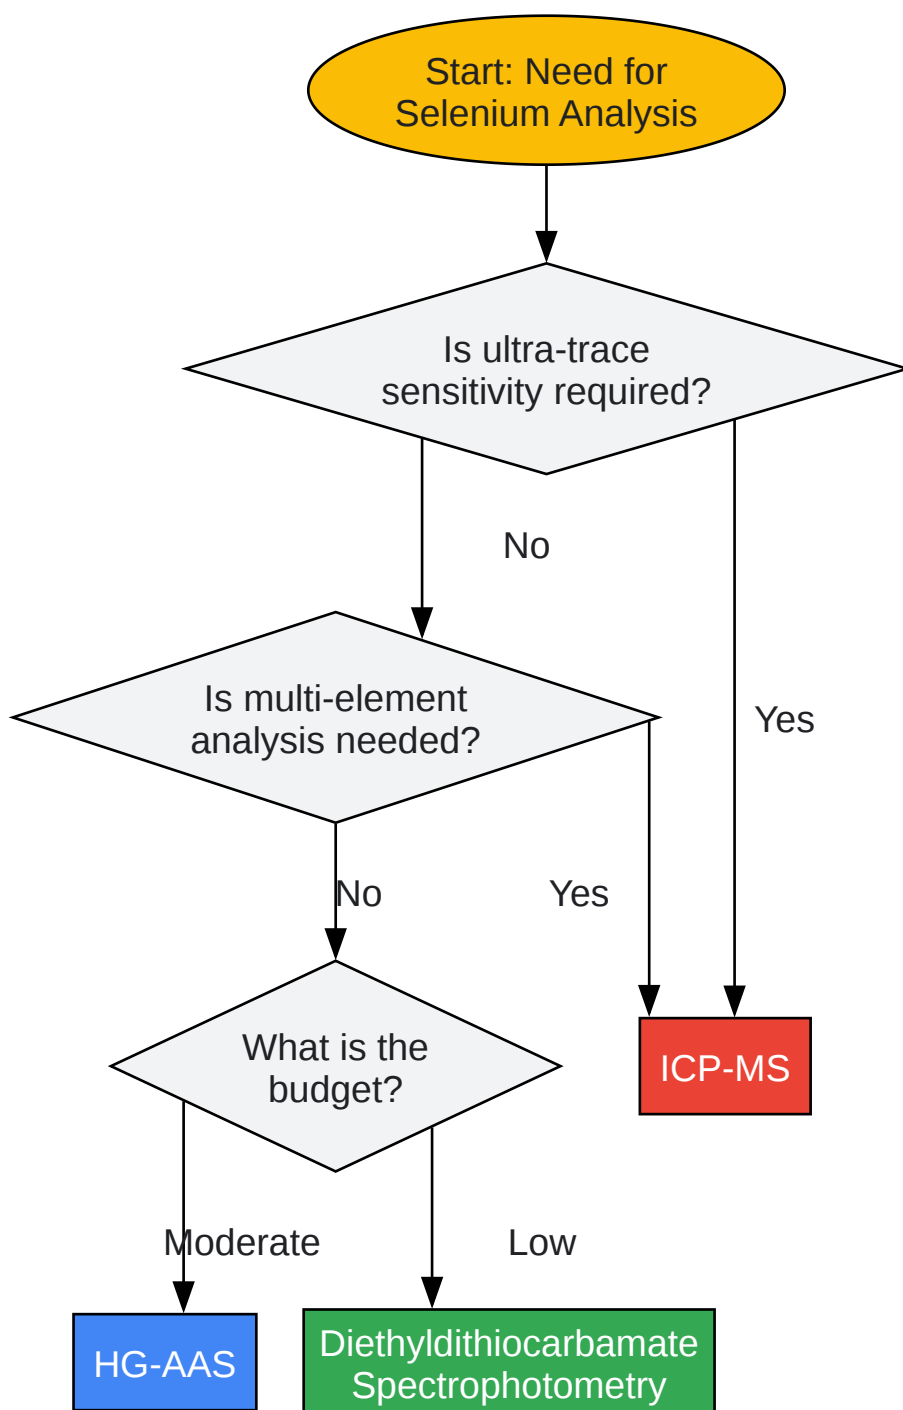 Start: Need for
Selenium Analysis
Is ultra-trace
sensitivity required?
No
Is multi-element
analysis needed?
Yes
No
Yes
What is the
budget?
ICP-MS
Moderate
Low
HG-AAS
Diethyldithiocarbamate
Spectrophotometry